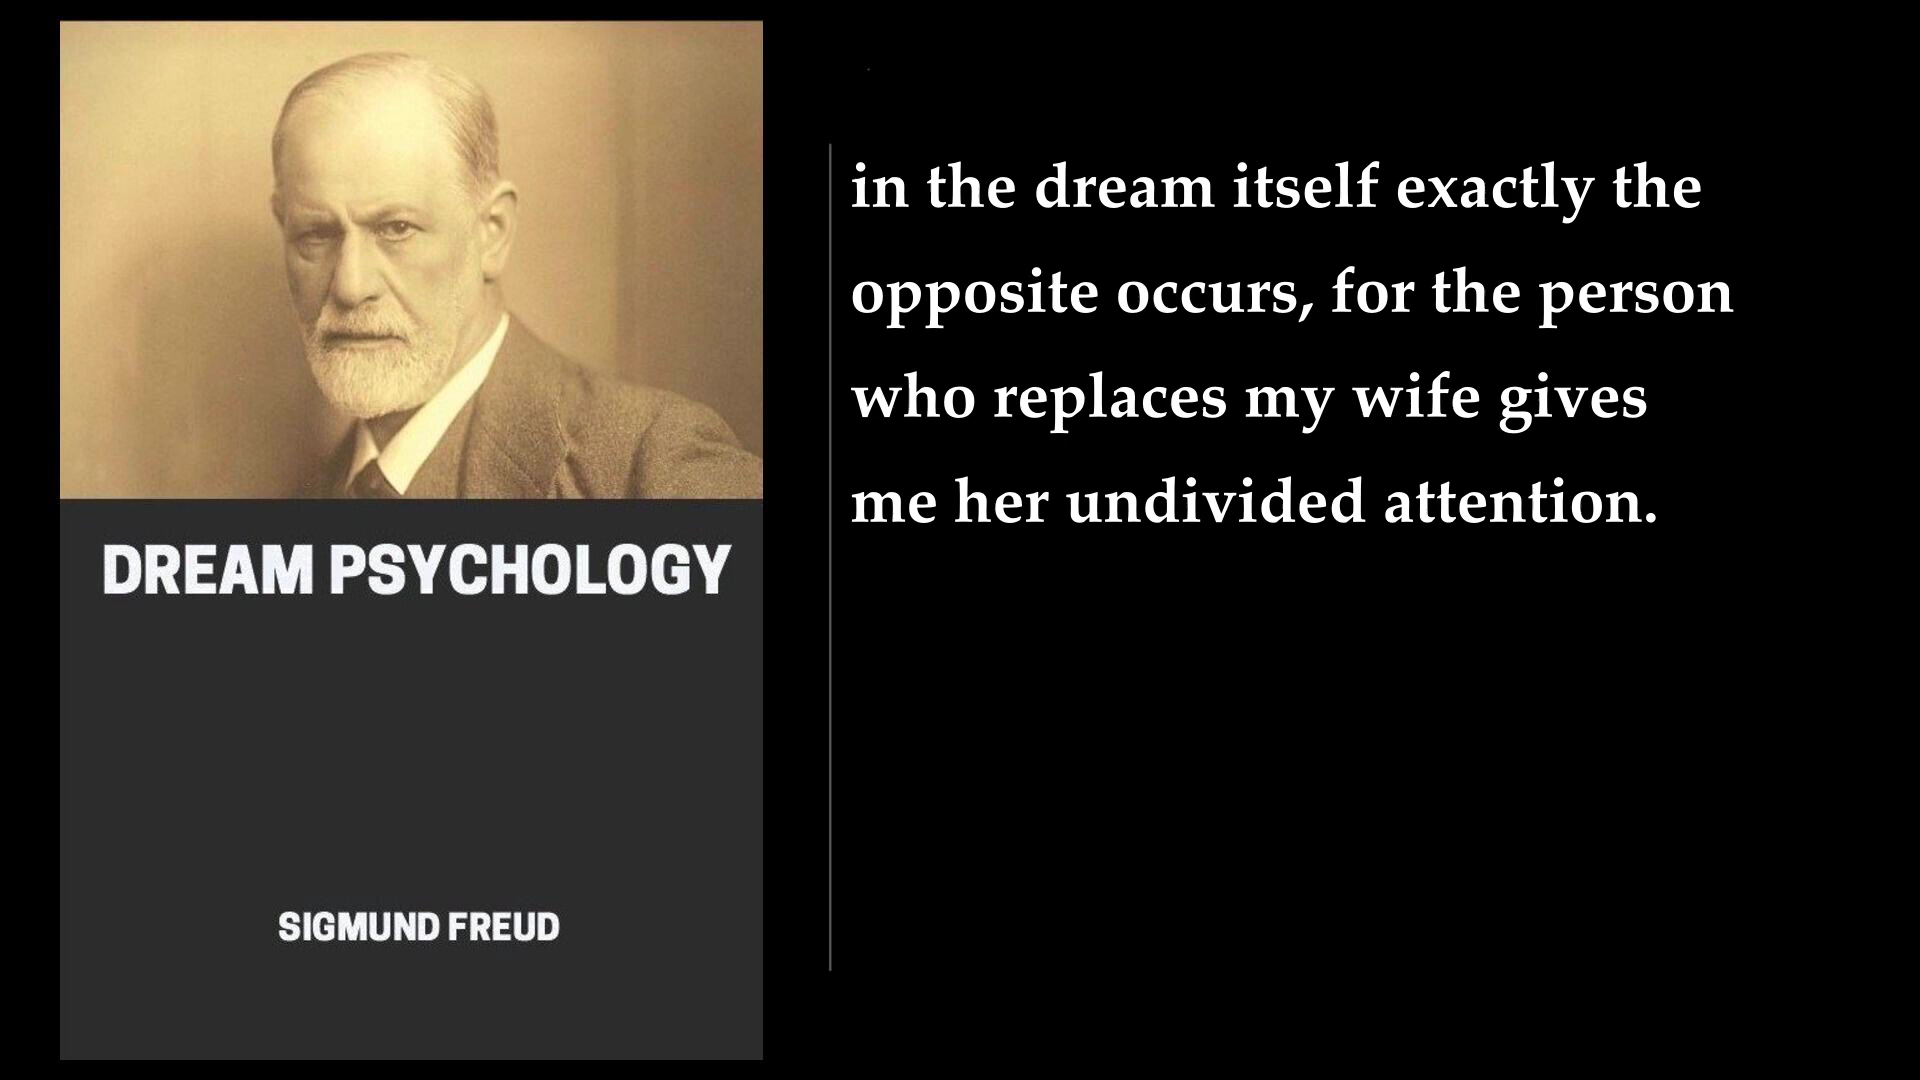 DREAM PSYCHOLOGY
SIGMUND FREUD
in the dream itself exactly the
opposite occurs, for the person
who replaces my wife gives
me her undivided attention.